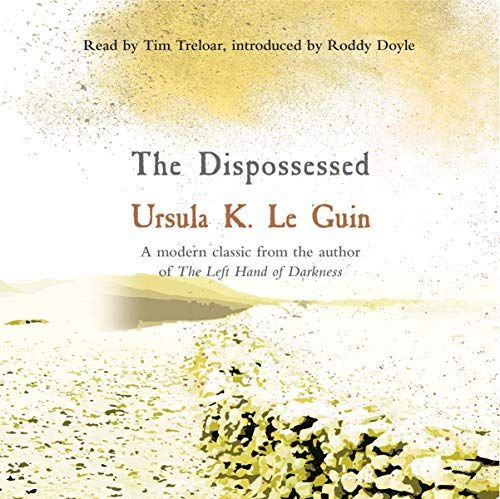 Read by Tim Treloar, introduced by Roddy Doyle
The Dispossessed
Ursula K. Le Guin
A modern classic from the author
of The Left Hand of Darkness